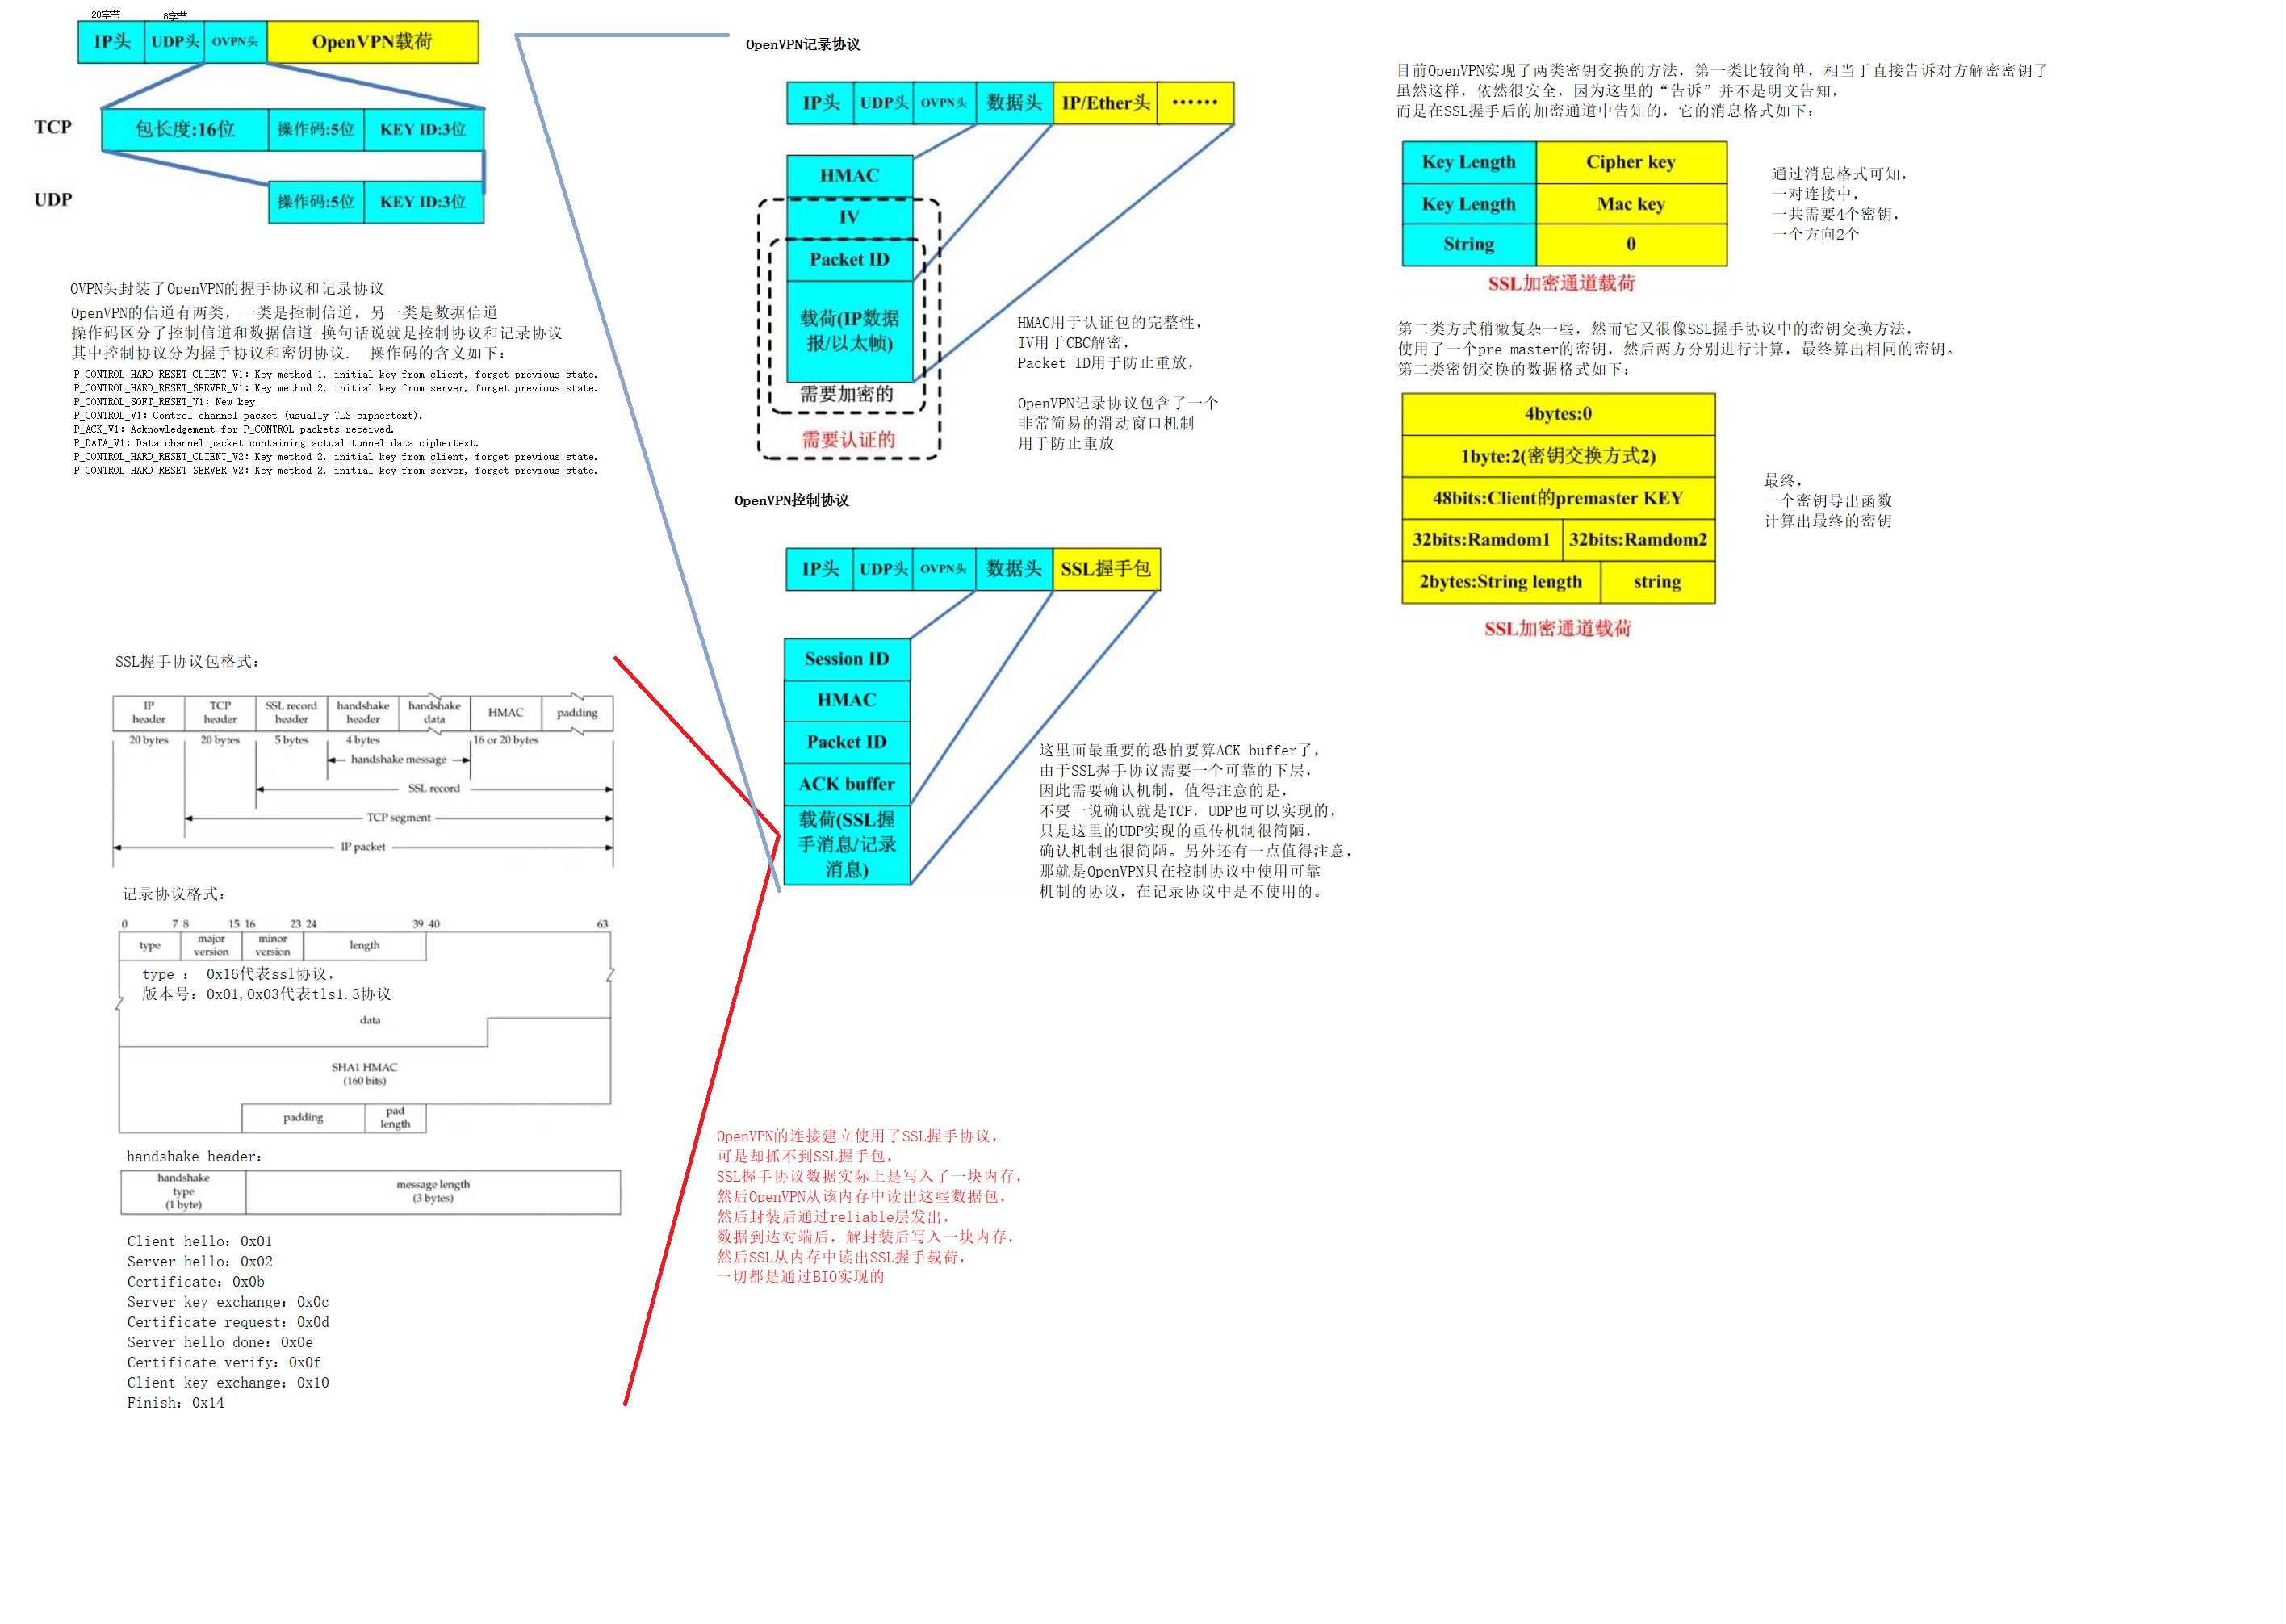 20字节
8字节
IP头
UDP头
OVPN头
OpenVPN载荷
TCP
包长度:16位
操作码:5位
KEY ID:3位
UDP
操作码:5位
KEY ID:3位
OVPN头封装了OpenVPN的握手协议和记录协议
OpenVPN的信道有两类，一类是控制信道，另一类是数据信道
操作码区分了控制信道和数据信道-换句话说就是控制协议和记录协议
其中控制协议分为握手协议和密钥协议.  操作码的含义如下：
P_CONTROL_HARD_RESET_CLIENT_V1：Key method 1, initial key from client, forget previous state.
P_CONTROL_HARD_RESET_SERVER_V1：Key method 2, initial key from server, forget previous state.
P_CONTROL_SOFT_RESET_V1：New key
P_CONTROL_V1：Control channel packet (usually TLS ciphertext).
P_ACK_V1：Acknowledgement for P_CONTROL packets received.
P_DATA_V1：Data channel packet containing actual tunnel data ciphertext.
P_CONTROL_HARD_RESET_CLIENT_V2：Key method 2, initial key from client, forget previous state.
P_CONTROL_HARD_RESET_SERVER_V2：Key method 2, initial key from server, forget previous state.
SSL握手协议包格式：
IP
header
TCP
header
SSL record
header
handshake
header
handshake
data
HMAC
padding
20 bytes
20 bytes
5 bytes
4 bytes
16 or 20 bytes
handshake message
SSL record
TCP segment
IP packet
记录协议格式：
0
7 8
15 16
23 24
39 40
63
type
major
version
minor
version
length
type ： 0x16代表ssl协议，
版本号：0x01,0x03代表tls1.3协议
data
SHA1 HMAC
(160 bits)
padding
pad
length
handshake header：
handshake
type
(1 byte)
message length
(3 bytes)
Client hello：0x01
Server hello：0x02
Certificate：0x0b
Server key exchange：0x0c
Certificate request：0x0d
Server hello done：0x0e
Certificate verify：0x0f
Client key exchange：0x10
Finish：0x14
OpenVPN记录协议
IP头
UDP头
OVPN头
数据头
IP/Ether头
……
HMAC
IV
Packet ID
载荷(IP数据
报/以太帧)
需要加密的
需要认证的
HMAC用于认证包的完整性，
IV用于CBC解密，
Packet ID用于防止重放，
OpenVPN记录协议包含了一个
非常简易的滑动窗口机制
用于防止重放
OpenVPN控制协议
IP头
UDP头
OVPN头
数据头
SSL握手包
Session ID
HMAC
Packet ID
ACK buffer
载荷(SSL握
手消息/记录
消息)
这里面最重要的恐怕要算ACK buffer了，
由于SSL握手协议需要一个可靠的下层，
因此需要确认机制，值得注意的是，
不要一说确认就是TCP，UDP也可以实现的，
只是这里的UDP实现的重传机制很简陋，
确认机制也很简陋。另外还有一点值得注意，
那就是OpenVPN只在控制协议中使用可靠
机制的协议，在记录协议中是不使用的。
OpenVPN的连接建立使用了SSL握手协议，
可是却抓不到SSL握手包，
SSL握手协议数据实际上是写入了一块内存，
然后OpenVPN从该内存中读出这些数据包，
然后封装后通过reliable层发出，
数据到达对端后，解封装后写入一块内存，
然后SSL从内存中读出SSL握手载荷，
一切都是通过BIO实现的
目前OpenVPN实现了两类密钥交换的方法，第一类比较简单，相当于直接告诉对方解密密钥了
虽然这样，依然很安全，因为这里的“告诉”并不是明文告知，
而是在SSL握手后的加密通道中告知的，它的消息格式如下：
Key Length
Cipher key
Key Length
Mac key
String
0
SSL加密通道载荷
通过消息格式可知，
一对连接中，
一共需要4个密钥，
一个方向2个
第二类方式稍微复杂一些，然而它又很像SSL握手协议中的密钥交换方法，
使用了一个pre master的密钥，然后两方分别进行计算，最终算出相同的密钥。
第二类密钥交换的数据格式如下：
4bytes:0
1byte:2(密钥交换方式2)
48bits:Client的premaster KEY
32bits:Ramdom1
32bits:Ramdom2
2bytes:String length
string
SSL加密通道载荷
最终，
一个密钥导出函数
计算出最终的密钥